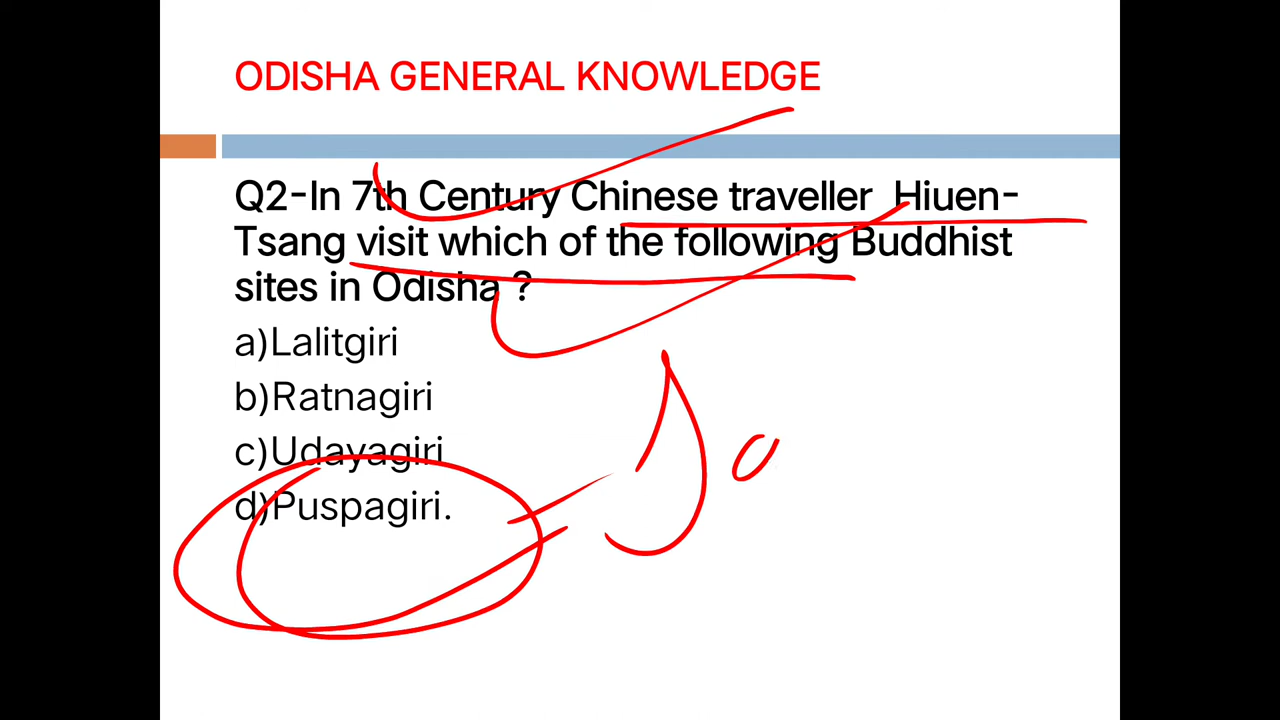 ODISHA GENERAL KNOWLEDGE
Q2-In 7th Century Chinese traveller Hiuen-
Tsang visit which of the following Buddhist
sites in Odisha ?
a)Lalitgiri
b)Ratnagiri
c)Udayagiri
d)Puspagiri.